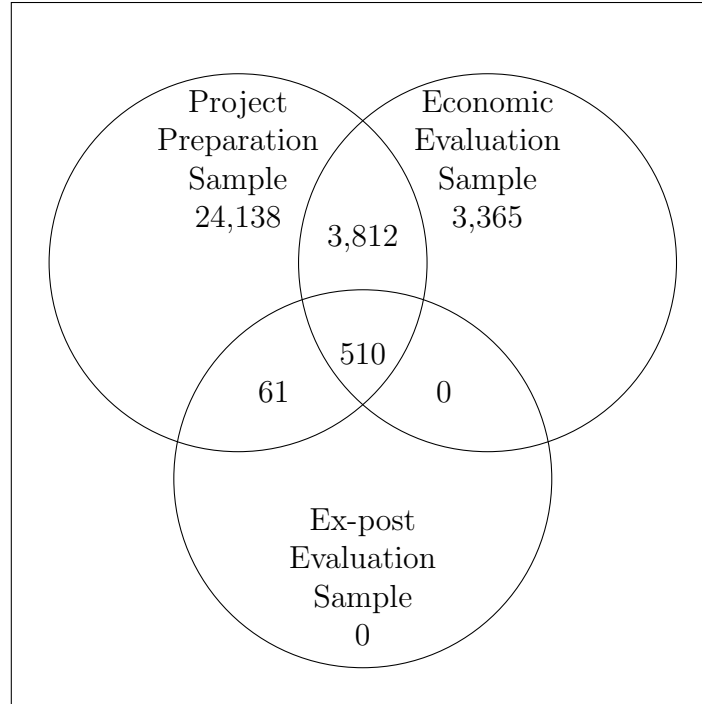 Project
Preparation
Sample
24,138
Economic
Evaluation
Sample
3,365
3,812
510
61
0
Ex-post
Evaluation
Sample
0